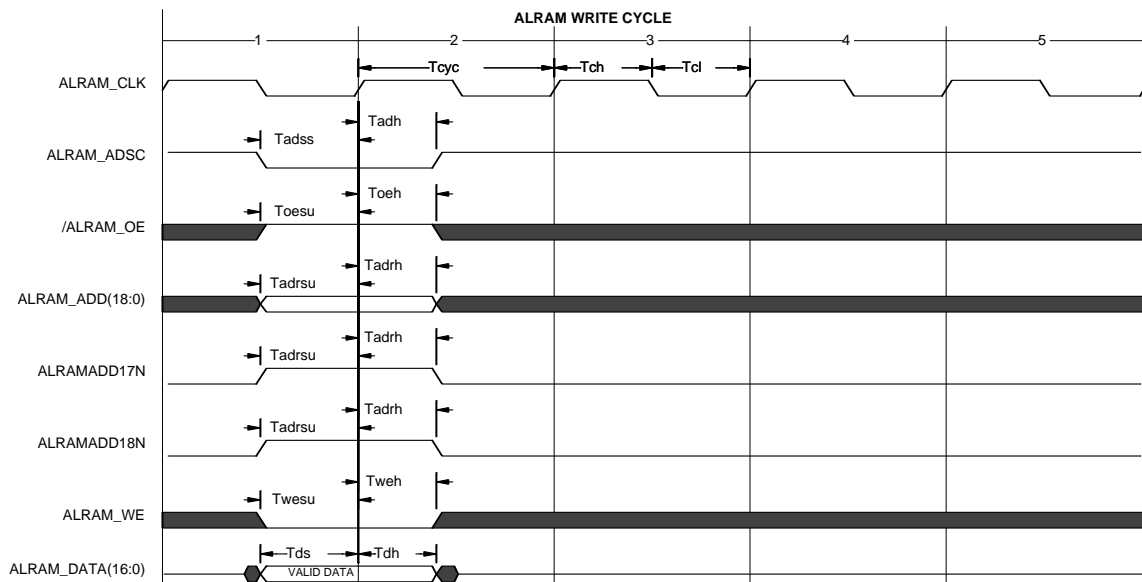 ALRAM WRITE CYCLE
1 2 3 4 5
Tcyc Tch Tcl
ALRAM_CLK
Tadh
Tadss
ALRAM_ADSC
Toeh
Toesu
/ALRAM_OE
Tadrh
Tadrsu
ALRAM_ADD(18:0)
Tadrh
Tadrsu
ALRAMADD17N
Tadrh
Tadrsu
ALRAMADD18N
Tweh
Twesu
ALRAM_WE
Tds Tdh
ALRAM_DATA(16:0)
VALID DATA